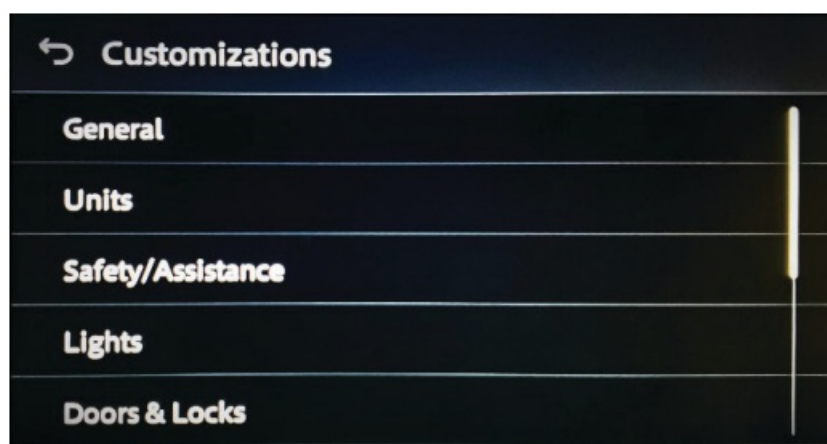 Customizations
General
Units
Safety/Assistance
Lights
Doors & Locks